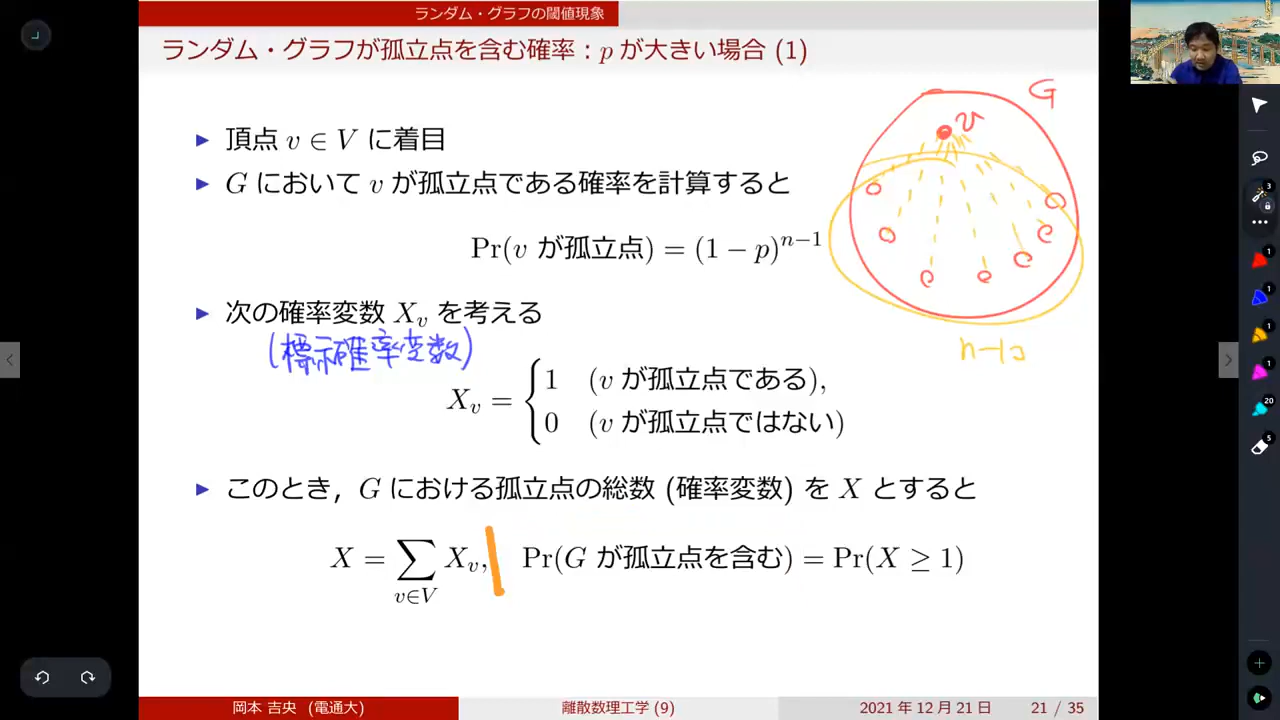 ランダム・グラフの閾値現象
ランダム・グラフが孤立点を含む確率 : p が大きい場合 (1)
G
v
頂点 v ∈ V に着目
G において v が孤立点である確率を計算すると
Pr(v が孤立点) = (1 − p)^{n−1}
次の確率変数 X_v を考える
(標示確率変数)
n-1コ
X_v = { 1 (v が孤立点である),
0 (v が孤立点ではない)
このとき，G における孤立点の総数 (確率変数) を X とすると
X = ∑_{v∈V} X_v, Pr(G が孤立点を含む) = Pr(X ≥ 1)
岡本 吉央 (電通大) 離散数理工学 (9) 2021 年 12 月 21 日 21 / 35
3
1
1
1
1
20
5